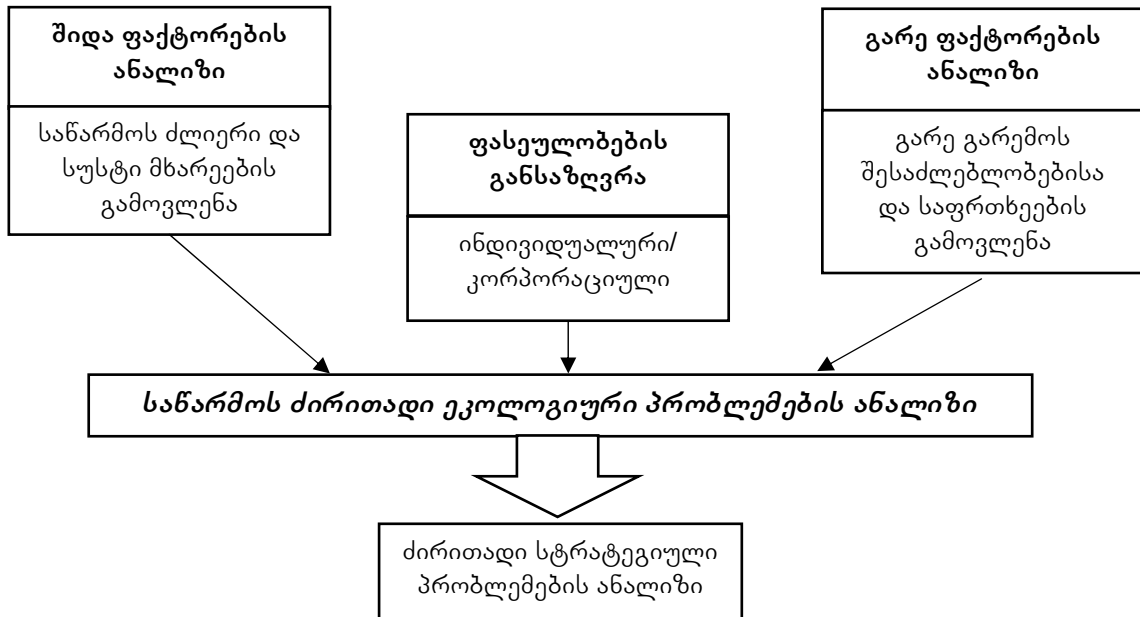 შიდა ფაქტორების
ანალიზი
საწარმოს ძლიერი და
სუსტი მხარეების
გამოვლენა
ფასეულობების
განსაზღვრა
ინდივიდუალური/
კორპორაციული
გარე ფაქტორების
ანალიზი
გარე გარემოს
შესაძლებლობებისა
და საფრთხეების
გამოვლენა
საწარმოს ძირითადი ეკოლოგიური პრობლემების ანალიზი
ძირითადი სტრატეგიული
პრობლემების ანალიზი